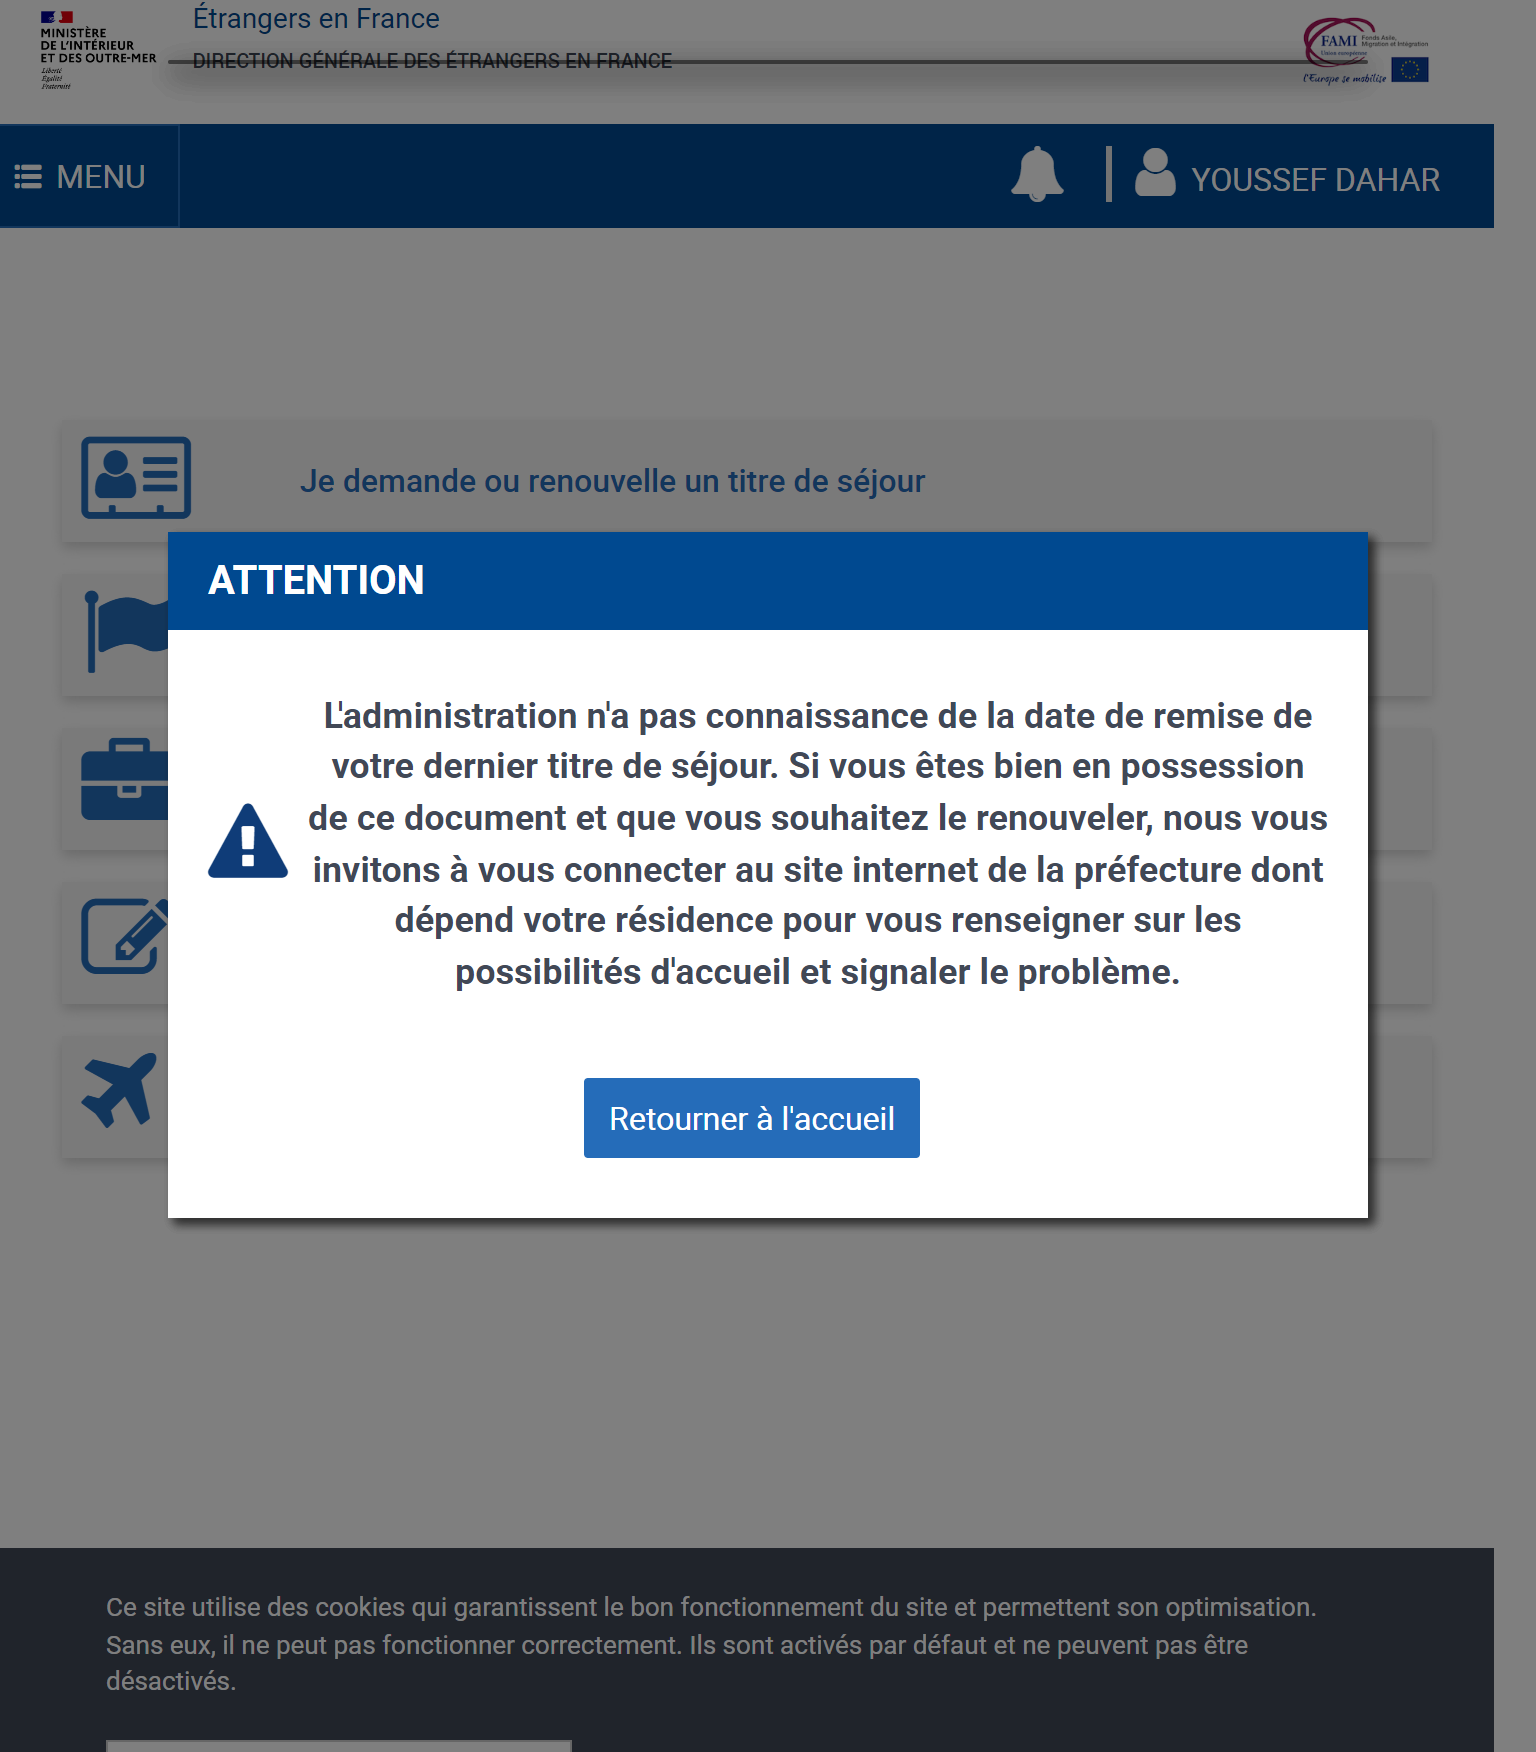 MINISTÈRE
DE L'INTÉRIEUR
ET DES OUTRE-MER
Liberté
Égalité
Fraternité
Étrangers en France
DIRECTION GÉNÉRALE DES ÉTRANGERS EN FRANCE
FAMI Fonds Asile,
Migration et Intégration
Union européenne
l'Europe se mobilise
MENU
YOUSSEF DAHAR
Je demande ou renouvelle un titre de séjour
ATTENTION
L'administration n'a pas connaissance de la date de remise de
votre dernier titre de séjour. Si vous êtes bien en possession
de ce document et que vous souhaitez le renouveler, nous vous
invitons à vous connecter au site internet de la préfecture dont
dépend votre résidence pour vous renseigner sur les
possibilités d'accueil et signaler le problème.
Retourner à l'accueil
Ce site utilise des cookies qui garantissent le bon fonctionnement du site et permettent son optimisation.
Sans eux, il ne peut pas fonctionner correctement. Ils sont activés par défaut et ne peuvent pas être
désactivés.